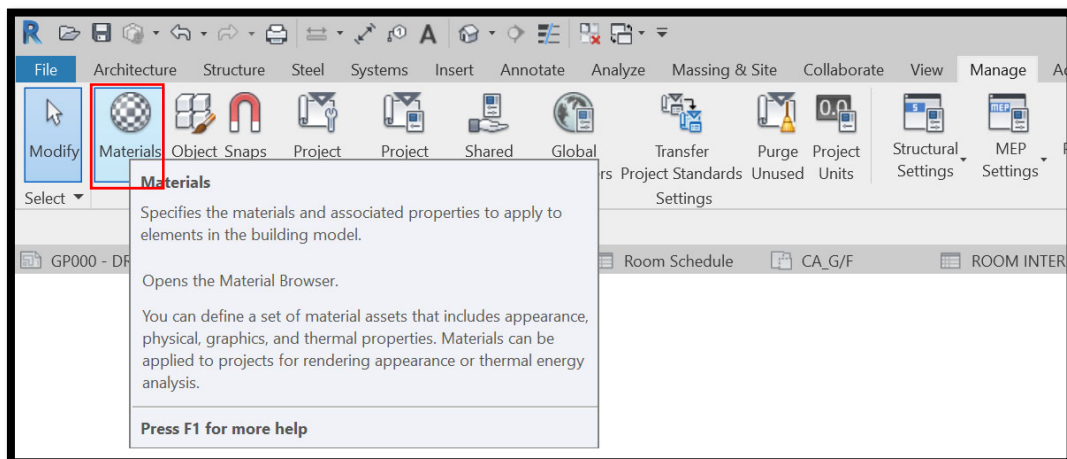 File Architecture Structure Steel Systems Insert Annotate Analyze Massing & Site Collaborate View Manage
Modify Materials Object Snaps Project Project Shared Global Transfer Purge Project Structural MEP
rs Project Standards Unused Units Settings Settings
Select Settings
Materials
Specifies the materials and associated properties to apply to
elements in the building model.
Opens the Material Browser.
You can define a set of material assets that includes appearance,
physical, graphics, and thermal properties. Materials can be
applied to projects for rendering appearance or thermal energy
analysis.
Press F1 for more help
GP000 - DR Room Schedule CA_G/F ROOM INTER